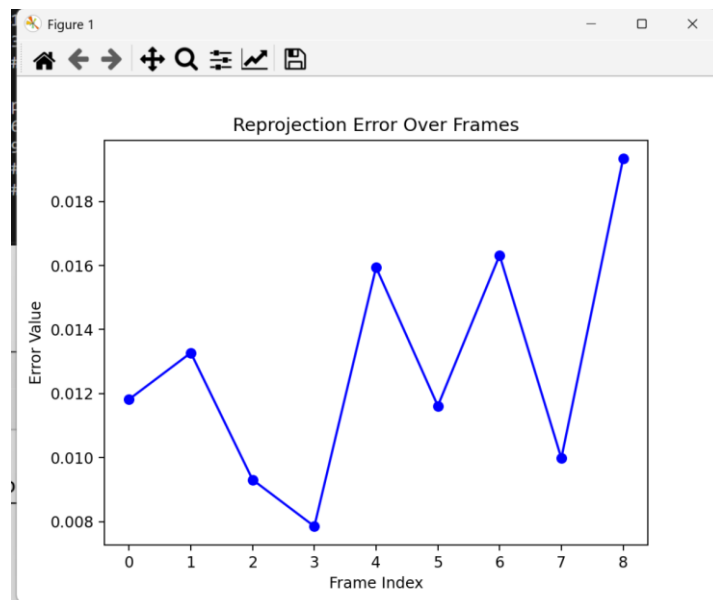 Figure 1
Reprojection Error Over Frames
Error Value
0.018
0.016
0.014
0.012
0.010
0.008
0 1 2 3 4 5 6 7 8
Frame Index